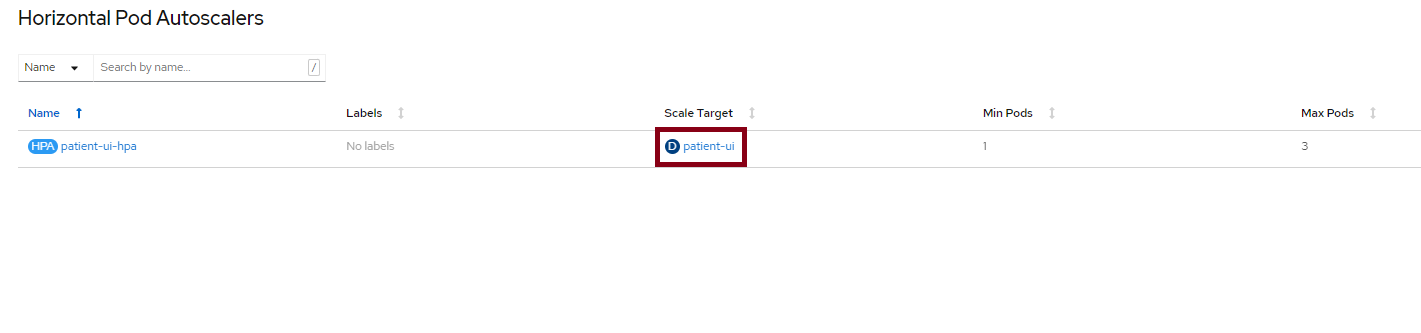 Horizontal Pod Autoscalers
Name Search by name... /
Name Labels Scale Target Min Pods Max Pods
HPA patient-ui-hpa No labels D patient-ui 1 3